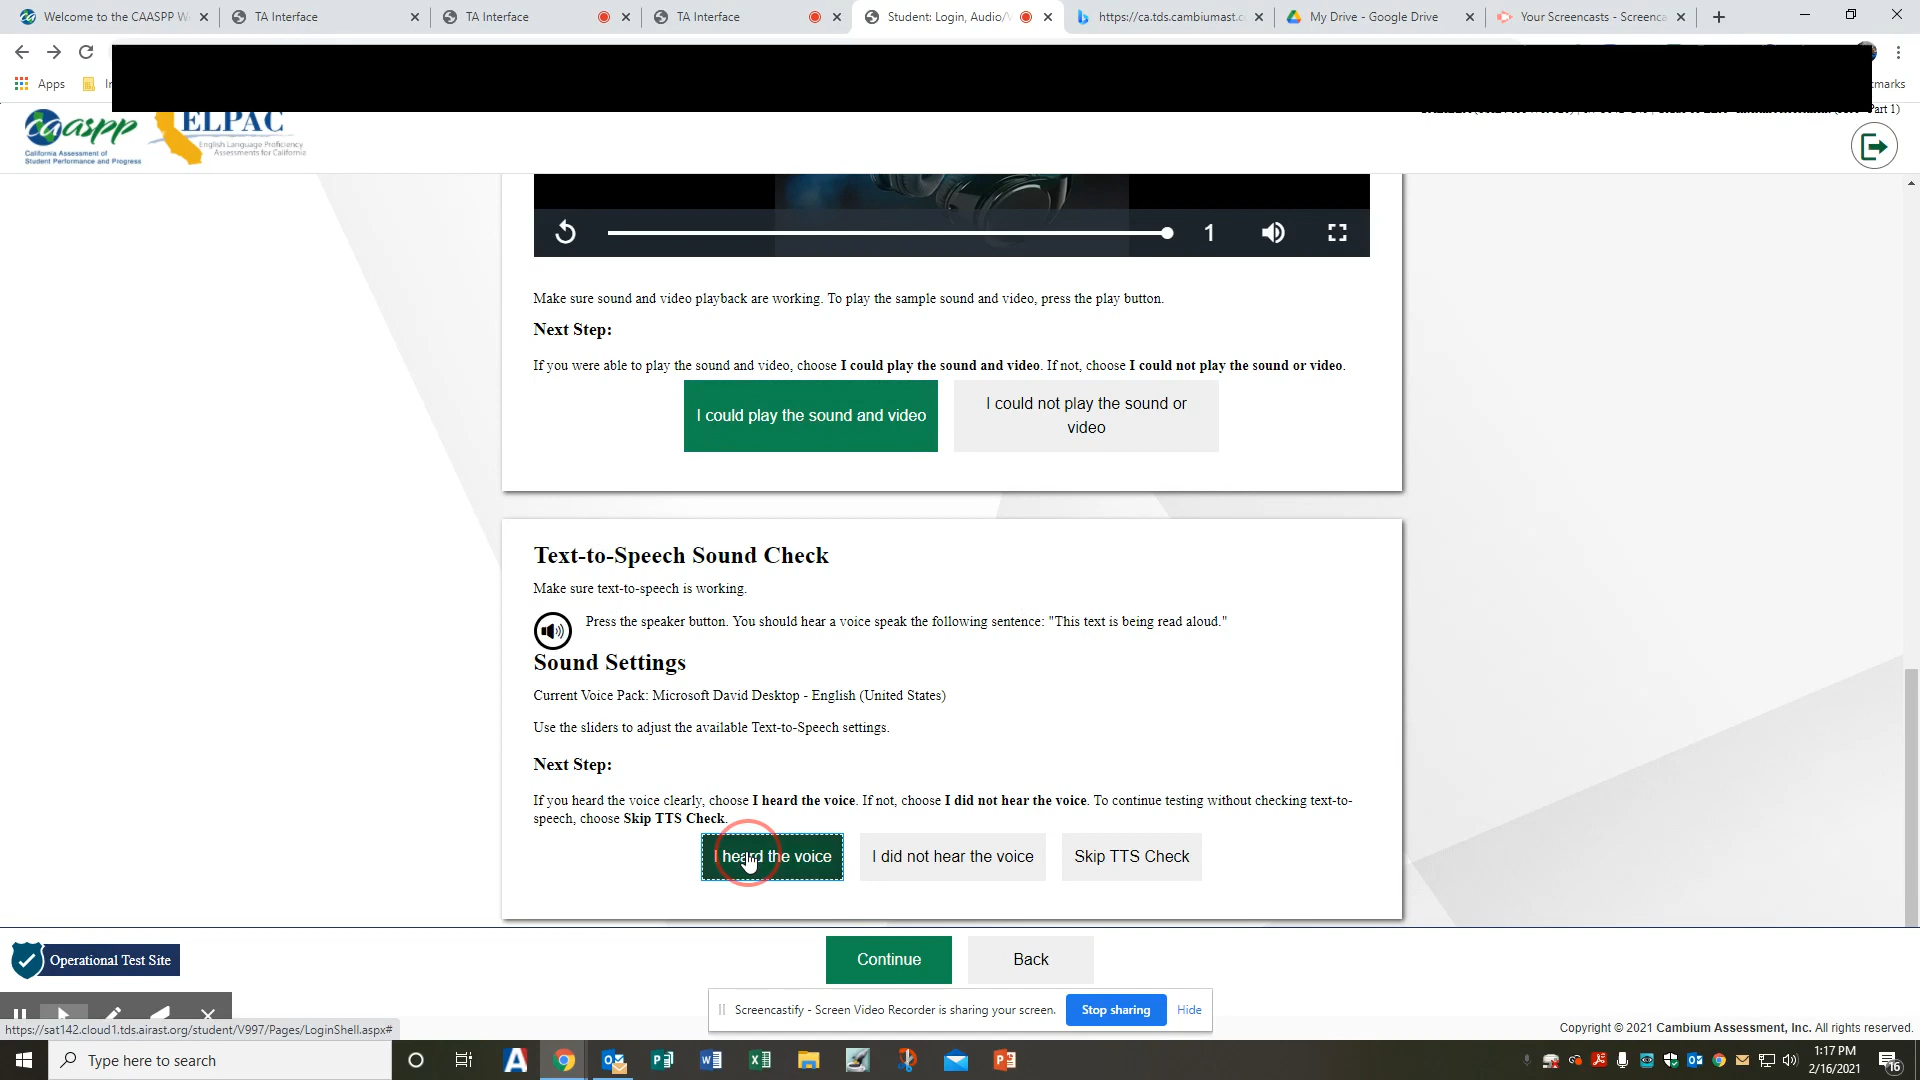 Welcome to the CAASPP W
TA Interface
TA Interface
TA Interface
Student: Login, Audio/V
https://ca.tds.cambiumast.c
My Drive - Google Drive
Your Screencasts - Screenca
Apps
marks
Part 1)
caaspp
California Assessment of
Student Performance and Progress
ELPAC
English Language Proficiency
Assessments for California
1
Make sure sound and video playback are working. To play the sample sound and video, press the play button.
Next Step:
If you were able to play the sound and video, choose I could play the sound and video. If not, choose I could not play the sound or video.
I could play the sound and video
I could not play the sound or
video
Text-to-Speech Sound Check
Make sure text-to-speech is working.
Press the speaker button. You should hear a voice speak the following sentence: "This text is being read aloud."
Sound Settings
Current Voice Pack: Microsoft David Desktop - English (United States)
Use the sliders to adjust the available Text-to-Speech settings.
Next Step:
If you heard the voice clearly, choose I heard the voice. If not, choose I did not hear the voice. To continue testing without checking text-to-
speech, choose Skip TTS Check.
I heard the voice
I did not hear the voice
Skip TTS Check
Operational Test Site
Continue
Back
Screencastify - Screen Video Recorder is sharing your screen.
Stop sharing
Hide
https://sat142.cloud1.tds.airast.org/student/V997/Pages/LoginShell.aspx#
Copyright © 2021 Cambium Assessment, Inc. All rights reserved.
Type here to search
1:17 PM
2/16/2021
16